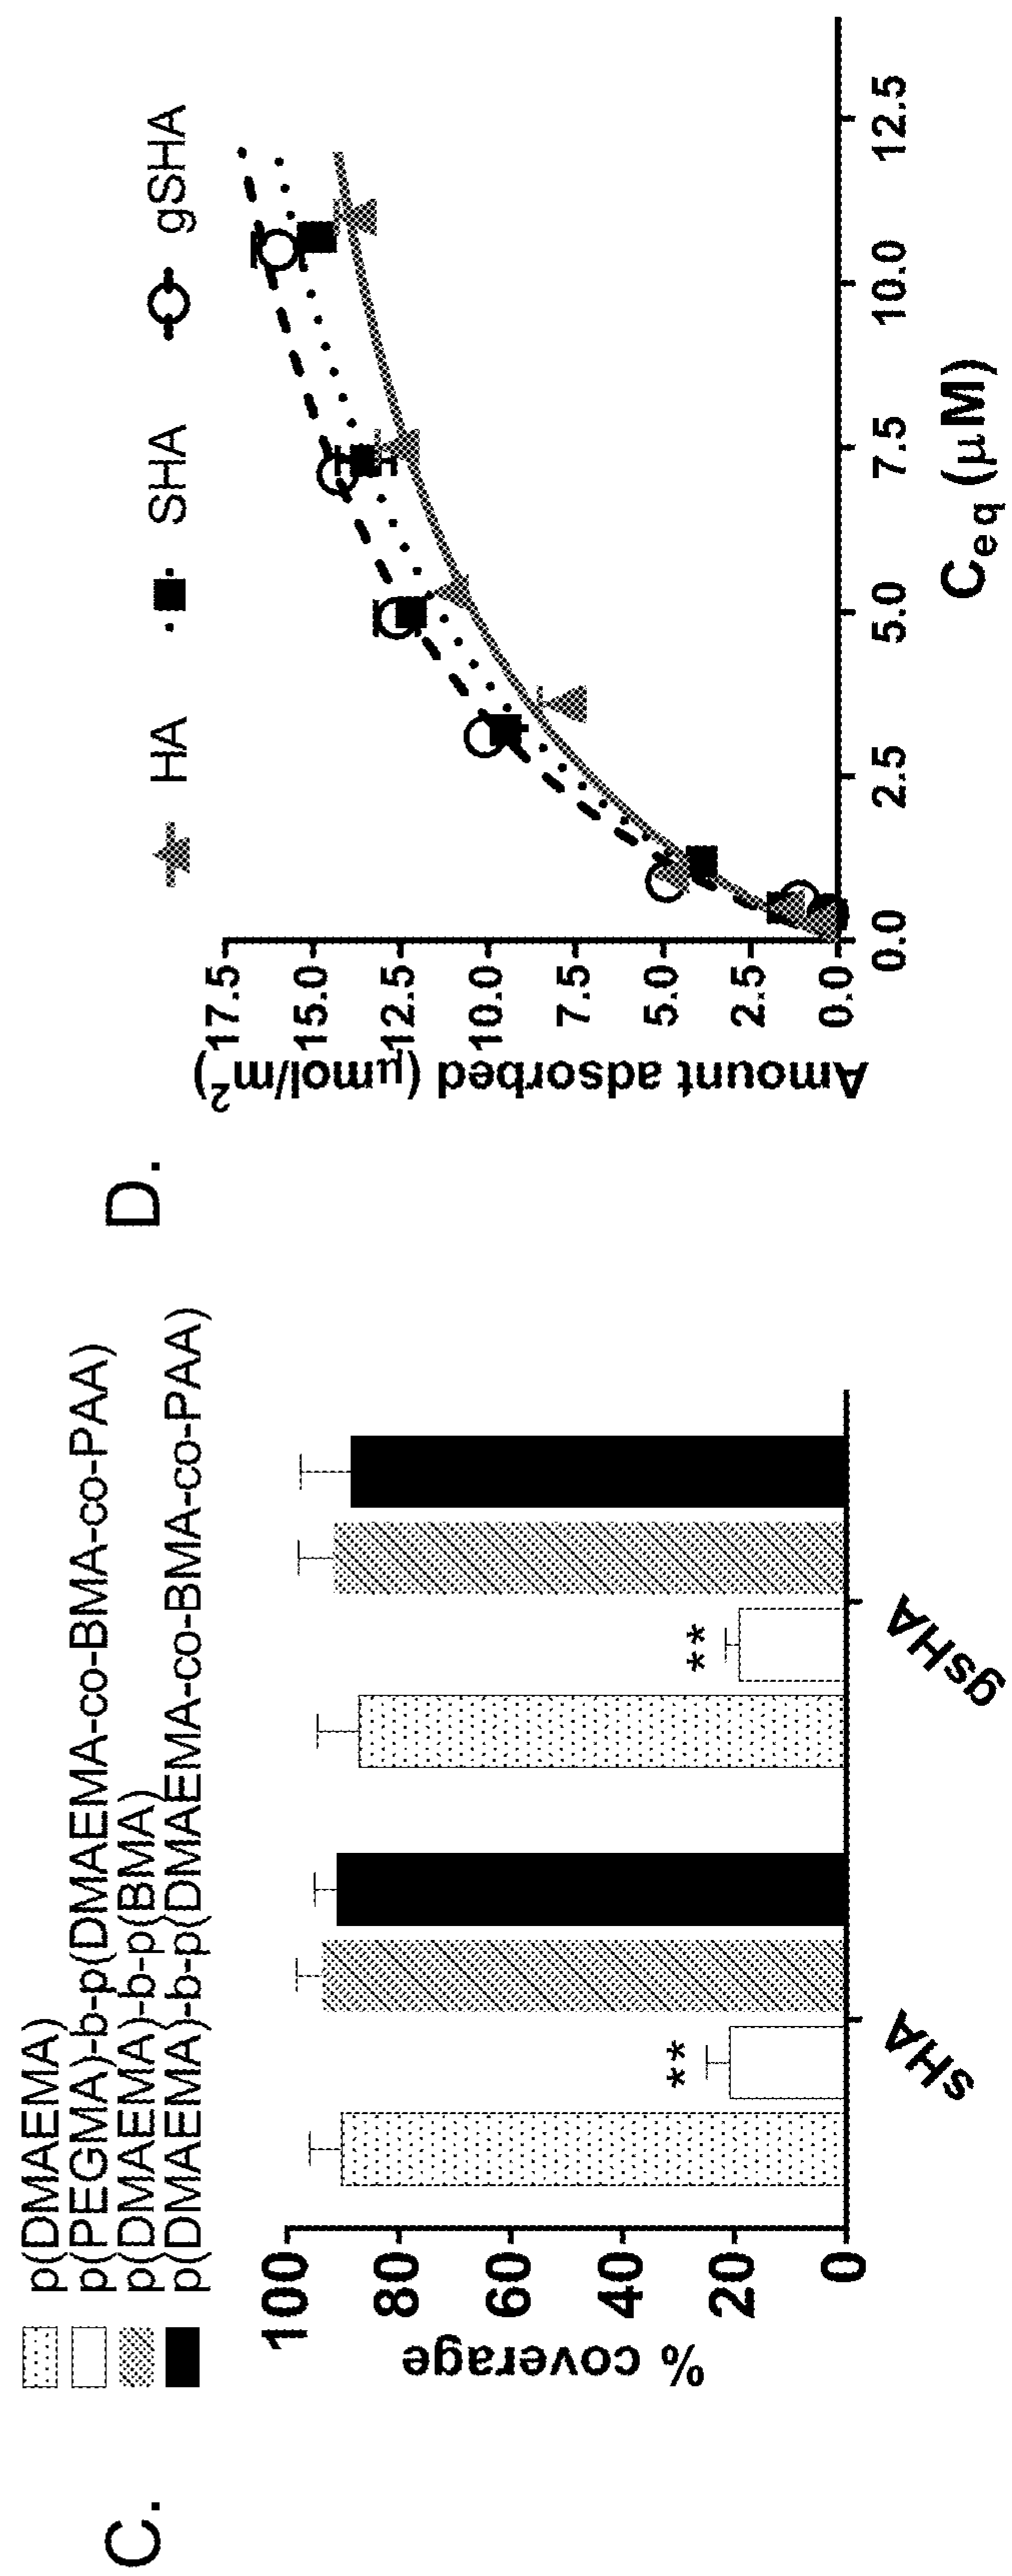 C.
p(DMAEMA)
p(PEGMA)-b-p(DMAEMA-co-BMA-co-PAA)
p(DMAEMA)-b-p(BMA)
p(DMAEMA)-b-p(DMAEMA-co-BMA-co-PAA)
% coverage
100
80
60
40
20
0
**
**
sHA
gsHA
D.
HA SHA gSHA
Amount adsorbed (μmol/m²)
17.5
15.0
12.5
10.0
7.5
5.0
2.5
0.0
0.0 2.5 5.0 7.5 10.0 12.5
Ceq (μM)